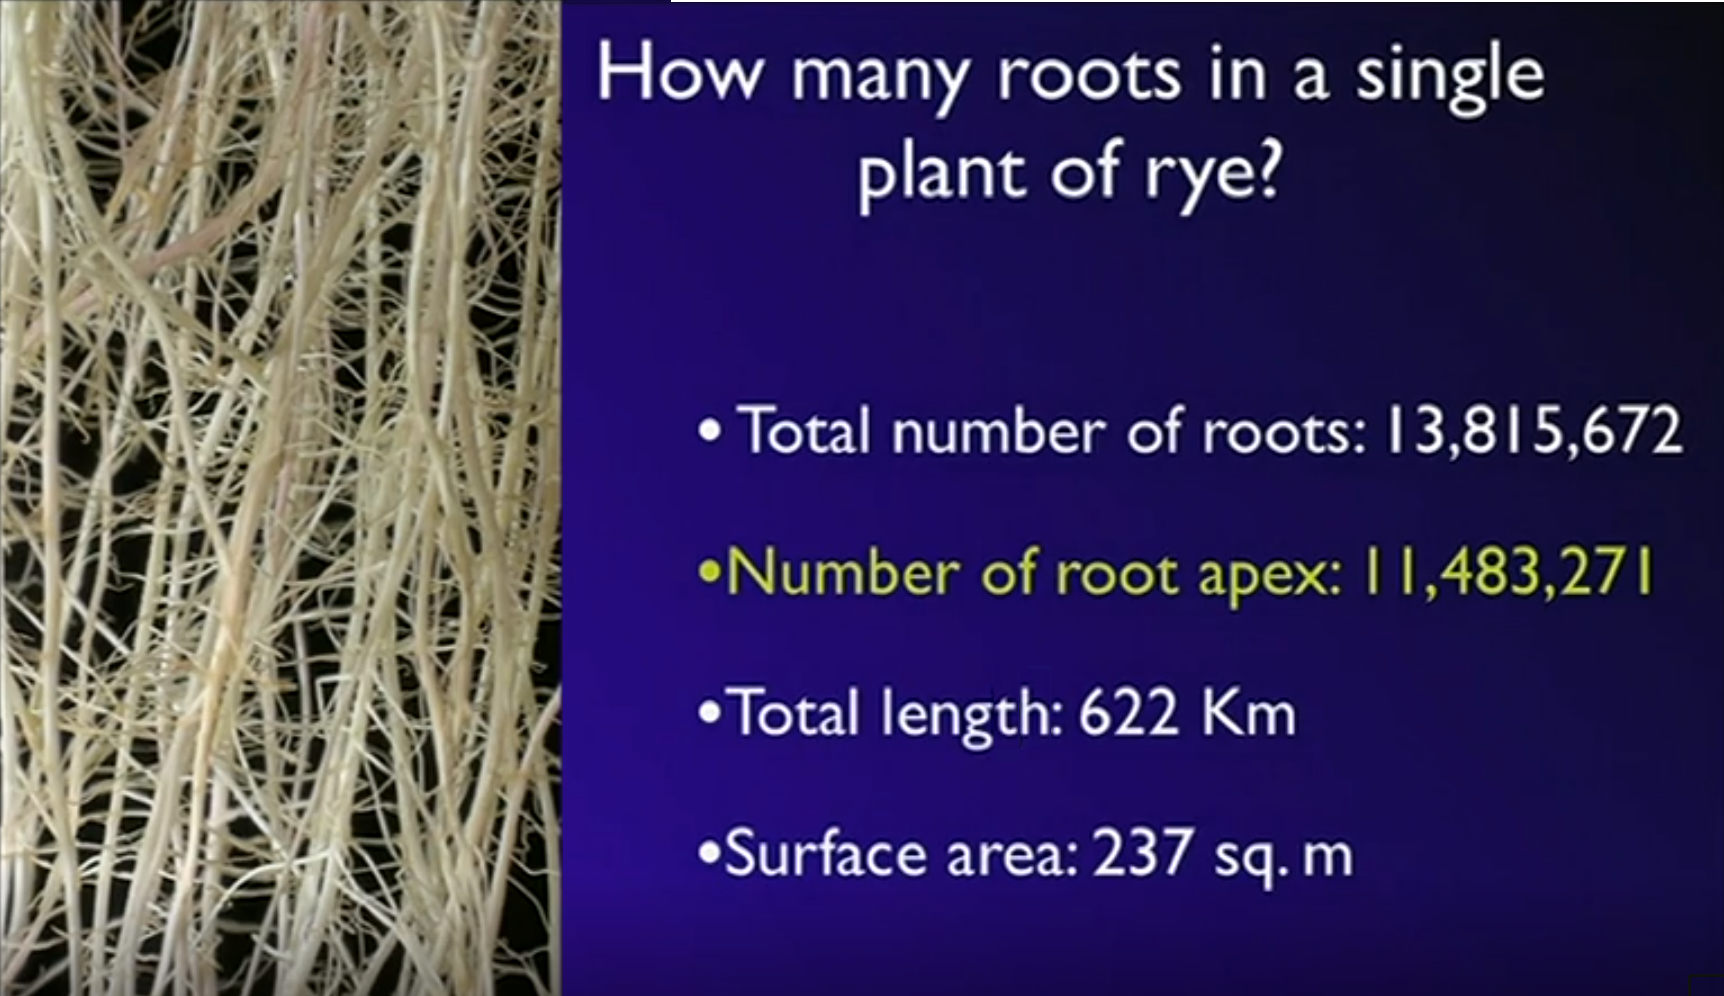 How many roots in a single
plant of rye?
• Total number of roots: 13,815,672
•Number of root apex: 11,483,271
•Total length: 622 Km
•Surface area: 237 sq. m